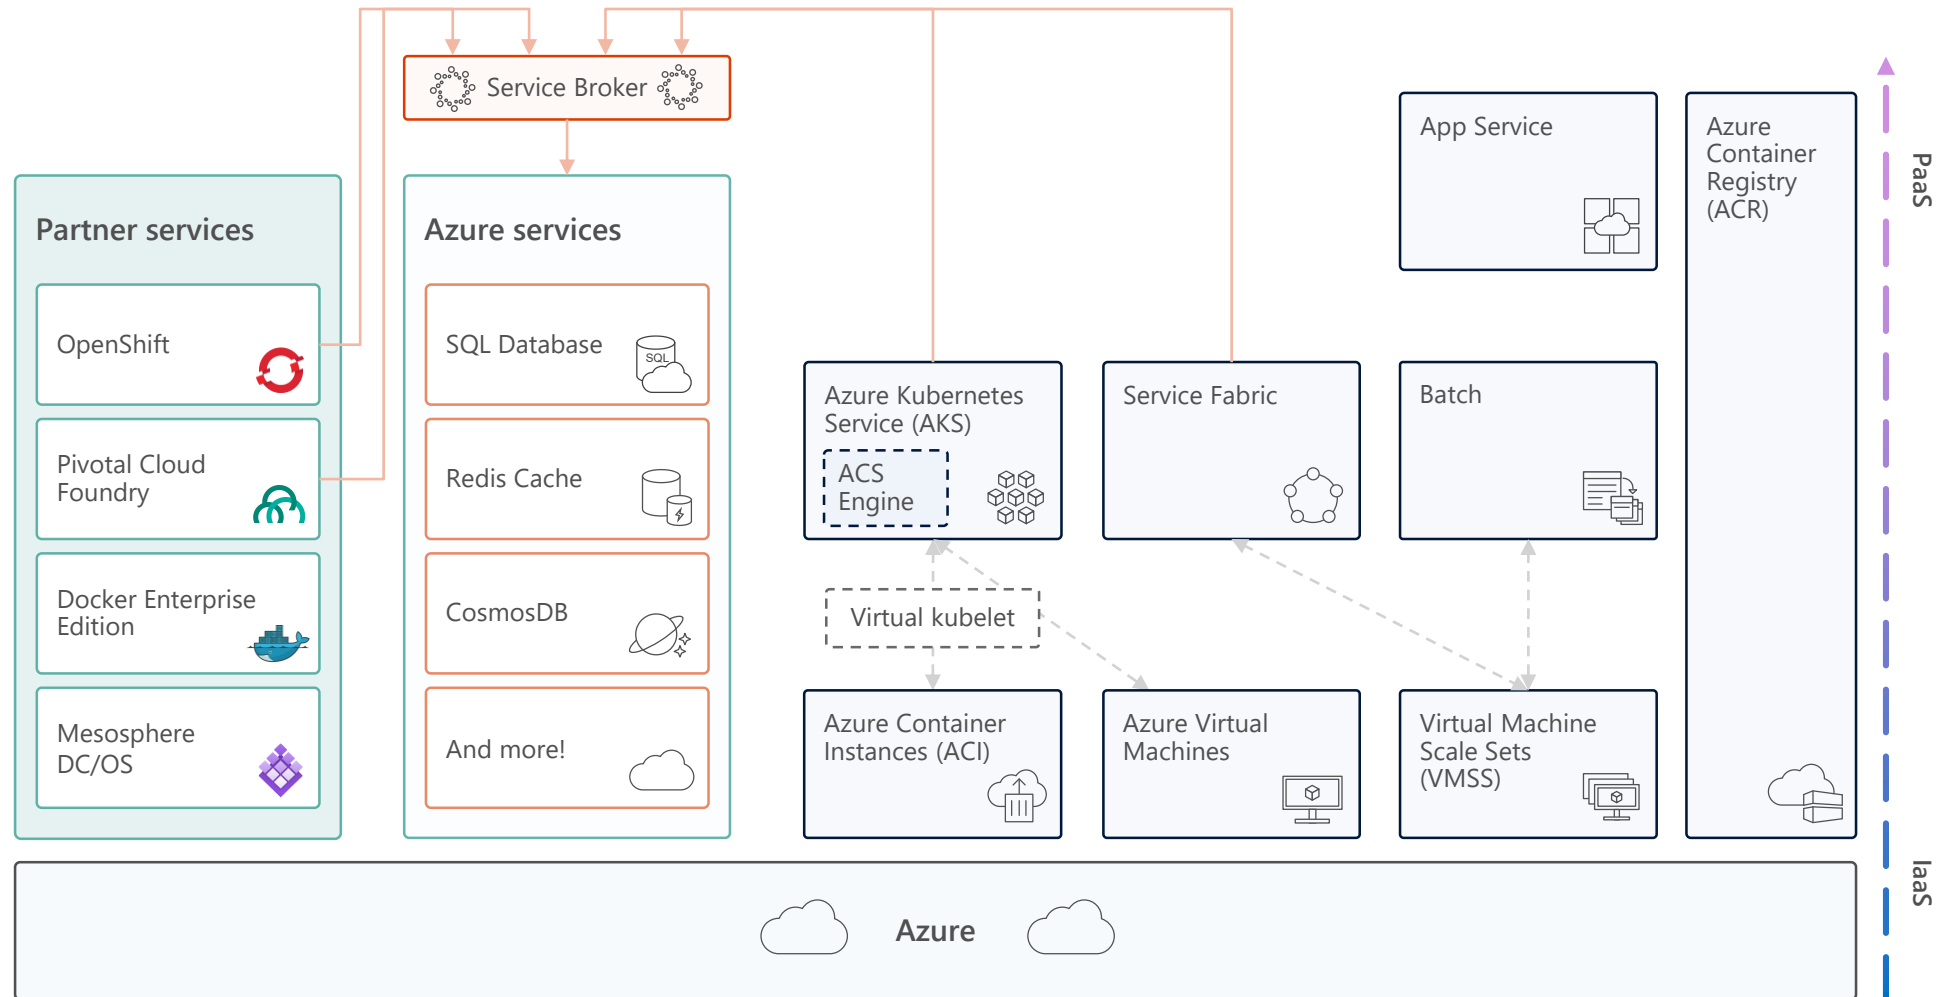 Service Broker
Partner services
OpenShift
Pivotal Cloud
Foundry
Docker Enterprise
Edition
Mesosphere
DC/OS
Azure services
SQL Database
SQL
Redis Cache
CosmosDB
And more!
Azure Kubernetes
Service (AKS)
ACS
Engine
Virtual kubelet
Azure Container
Instances (ACI)
Service Fabric
Azure Virtual
Machines
App Service
Batch
Virtual Machine
Scale Sets
(VMSS)
Azure
Container
Registry
(ACR)
PaaS
IaaS
Azure